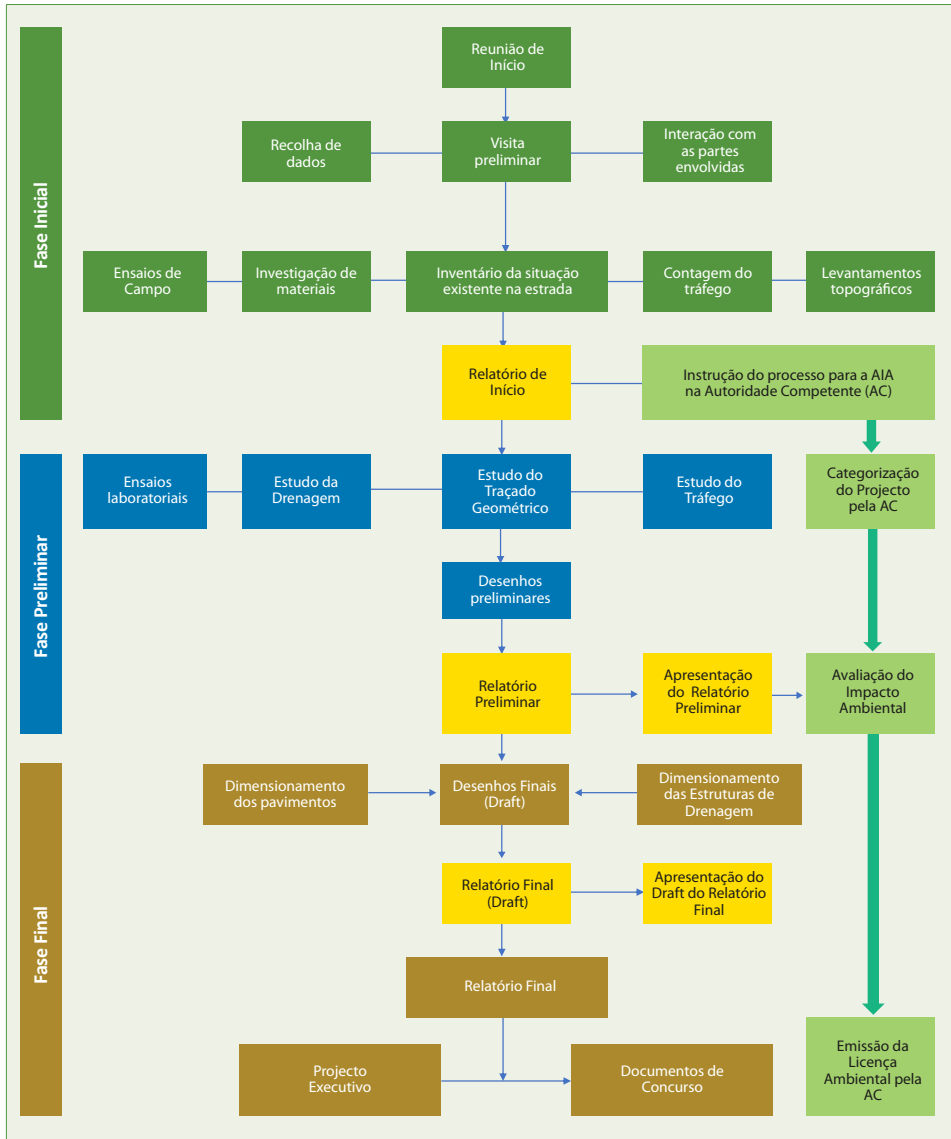 Fase Inicial
Reunião de
Início
Recolha de
dados
Visita
preliminar
Interação com
as partes
envolvidas
Ensaios de
Campo
Investigação de
materiais
Inventário da situação
existente na estrada
Contagem do
tráfego
Levantamentos
topográficos
Relatório de
Início
Instrução do processo para a AIA
na Autoridade Competente (AC)
Fase Preliminar
Ensaios
laboratoriais
Estudo da
Drenagem
Estudo do
Traçado
Geométrico
Estudo do
Tráfego
Categorização
do Projecto
pela AC
Desenhos
preliminares
Relatório
Preliminar
Apresentação
do Relatório
Preliminar
Avaliação do
Impacto
Ambiental
Fase Final
Dimensionamento
dos pavimentos
Desenhos Finais
(Draft)
Dimensionamento
das Estruturas de
Drenagem
Relatório Final
(Draft)
Apresentação do
Draft do Relatório
Final
Relatório Final
Projecto
Executivo
Documentos de
Concurso
Emissão da
Licença
Ambiental pela
AC